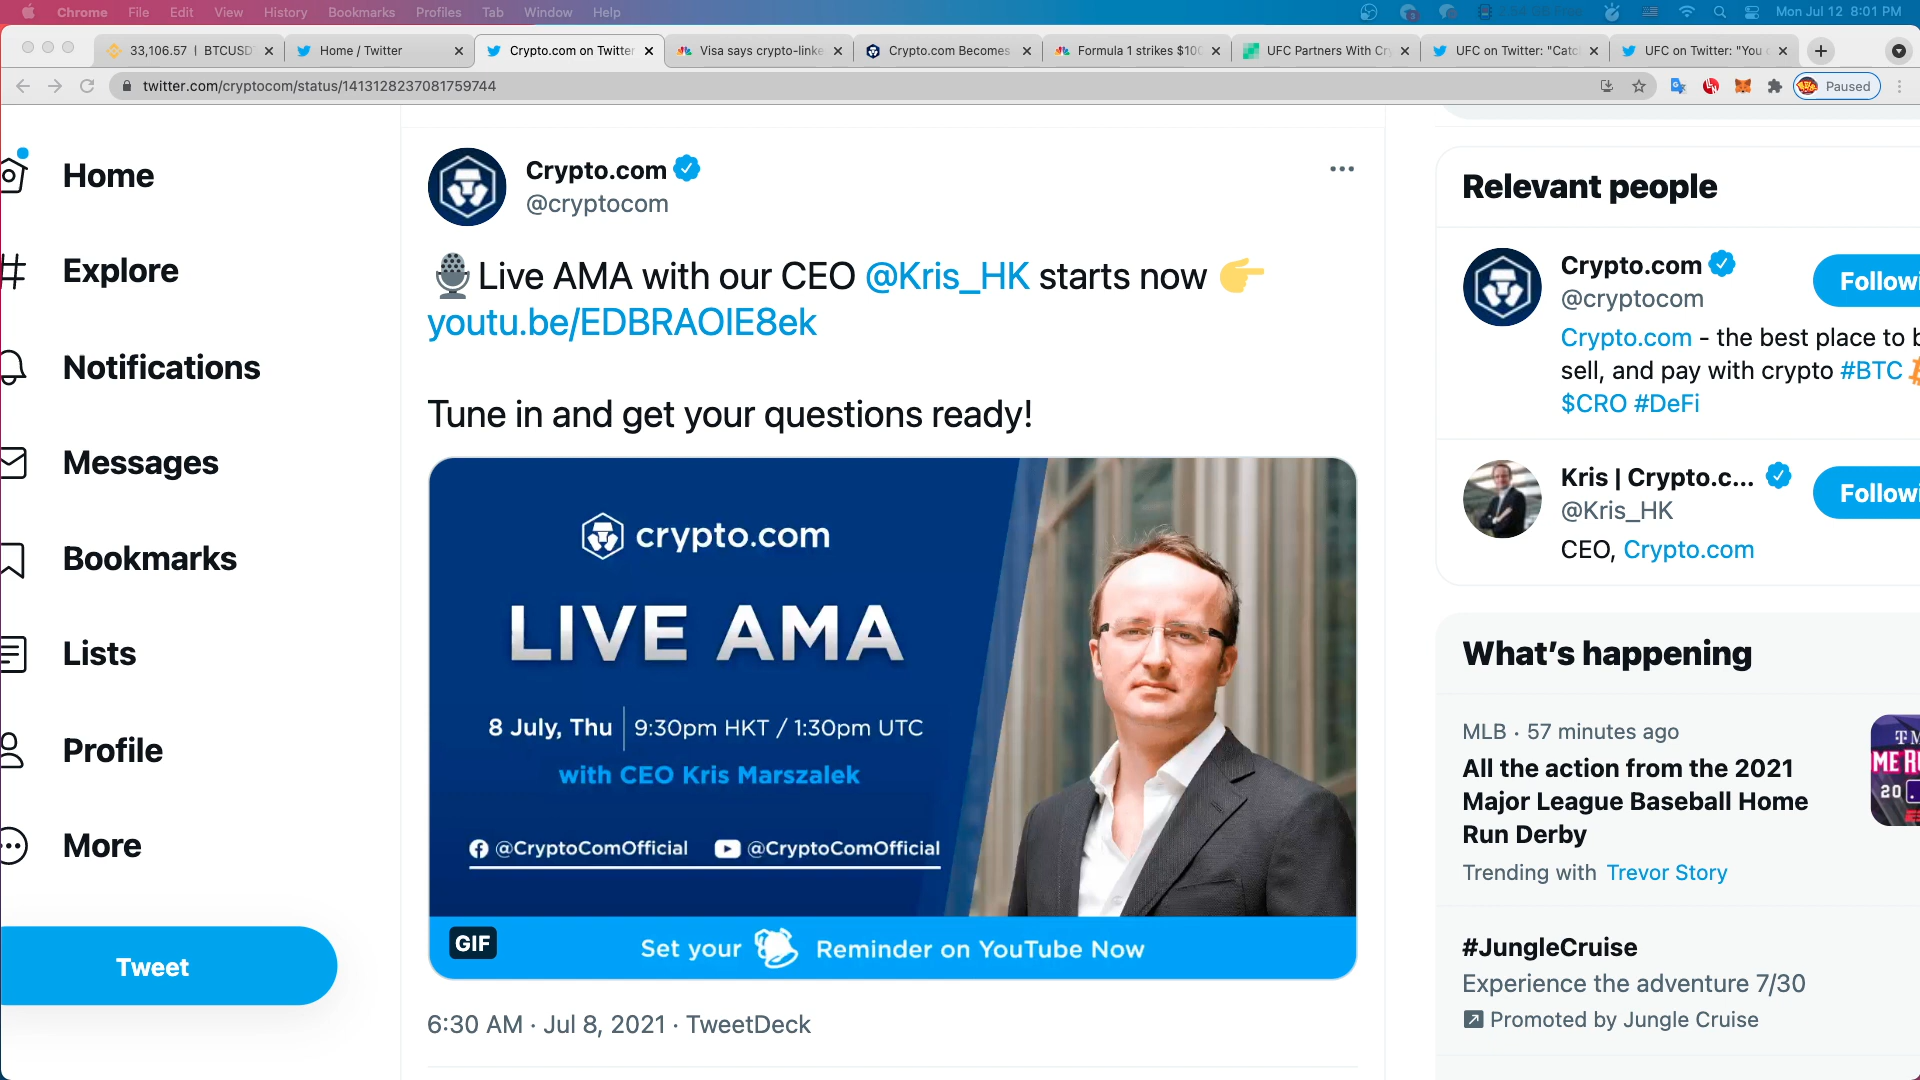 Chrome File Edit View History Bookmarks Profiles Tab Window Help
Mon Jul 12 8:01 PM
33,106.57 | BTCUSD
Home / Twitter
Crypto.com on Twitter
Visa says crypto-linke
Crypto.com Becomes
Formula 1 strikes $100
UFC Partners With Cry
UFC on Twitter: "Catc
UFC on Twitter: "You
twitter.com/cryptocom/status/1413128237081759744
Paused
Home
Explore
Notifications
Messages
Bookmarks
Lists
Profile
More
Tweet
Crypto.com
@cryptocom
Live AMA with our CEO @Kris_HK starts now
youtu.be/EDBRAOIE8ek
Tune in and get your questions ready!
crypto.com
LIVE AMA
8 July, Thu | 9:30pm HKT / 1:30pm UTC
with CEO Kris Marszalek
@CryptoComOfficial @CryptoComOfficial
GIF
Set your Reminder on YouTube Now
6:30 AM · Jul 8, 2021 · TweetDeck
Relevant people
Crypto.com
@cryptocom
Followi
Crypto.com - the best place to b
sell, and pay with crypto #BTC
$CRO #DeFi
Kris | Crypto.c...
@Kris_HK
Followi
CEO, Crypto.com
What's happening
MLB · 57 minutes ago
All the action from the 2021
Major League Baseball Home
Run Derby
Trending with Trevor Story
#JungleCruise
Experience the adventure 7/30
Promoted by Jungle Cruise